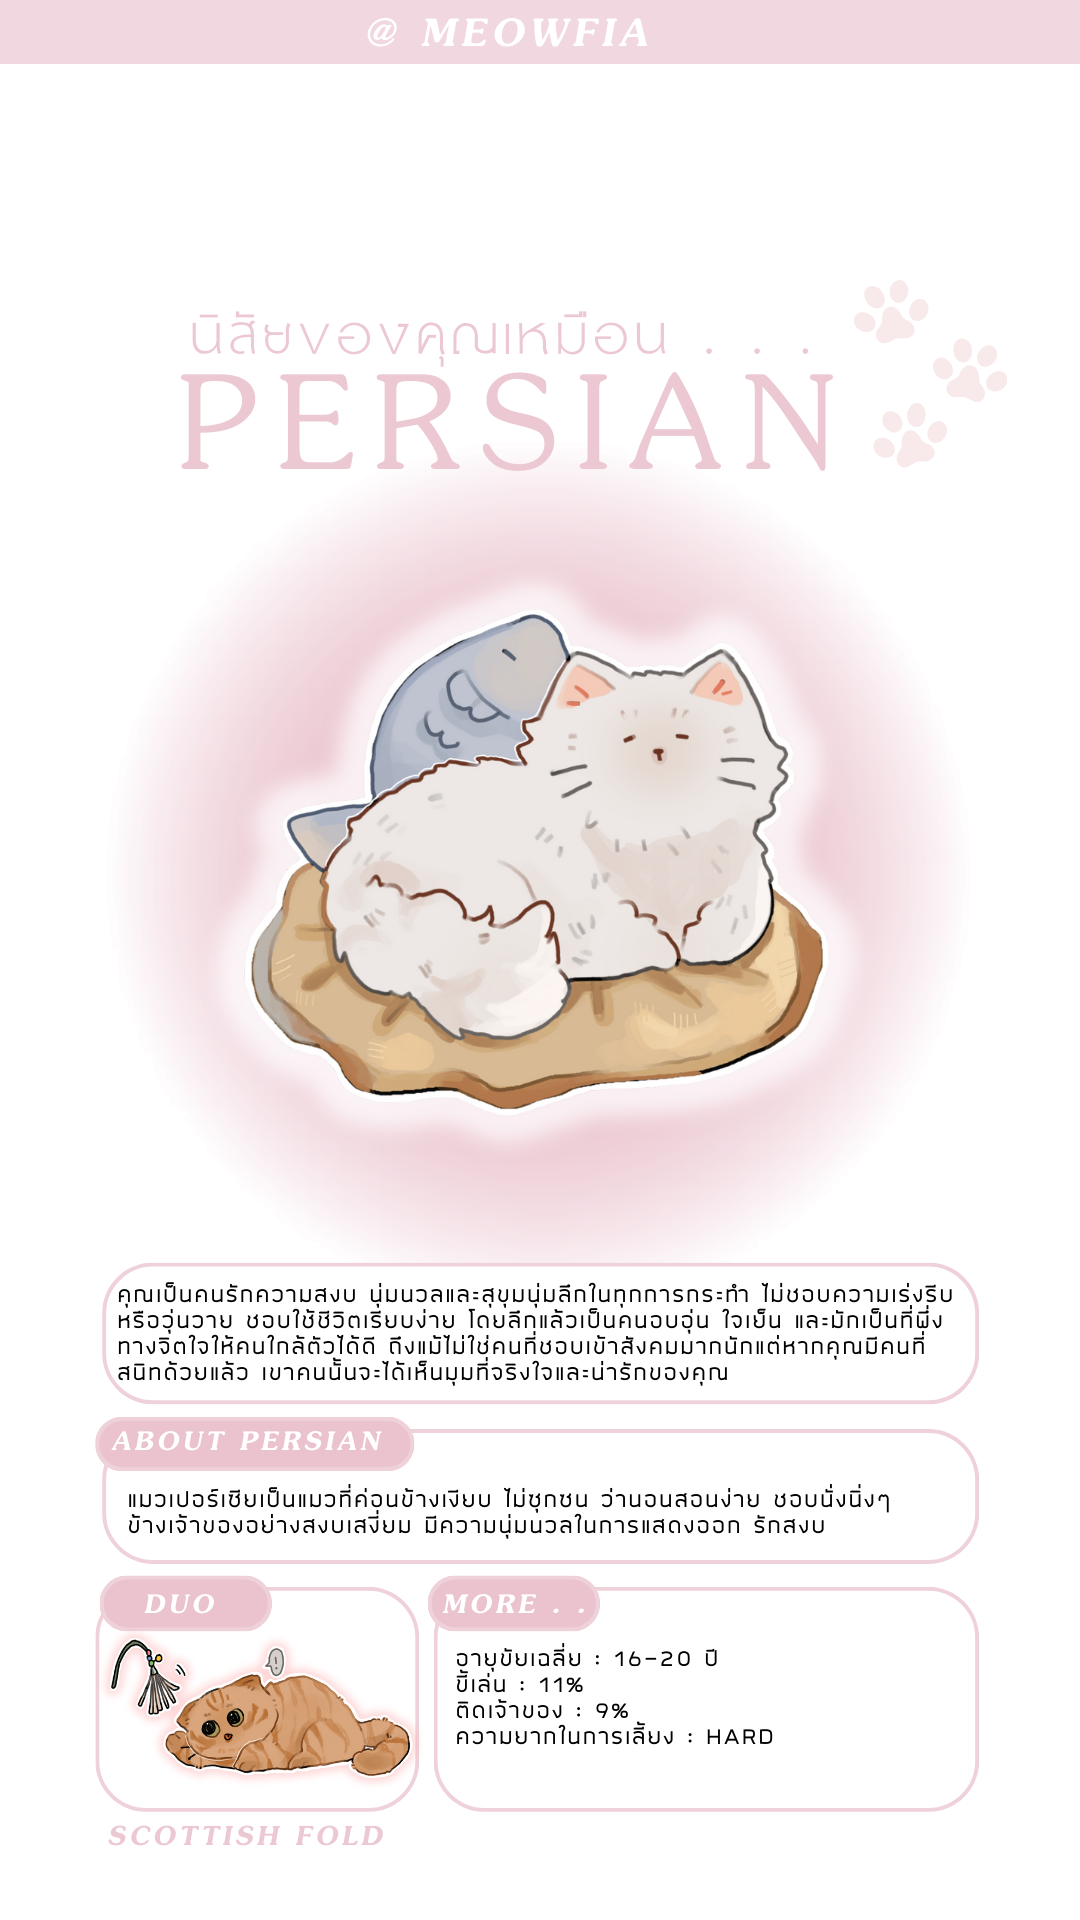 @ MEOWFIA
นิสัยของคุณเหมือน . . .
PERSIAN
คุณเป็นคนรักความสงบ นุ่มนวลและสุขุมนุ่มลึกในทุกการกระทำ ไม่ชอบความเร่งรีบ
หรือวุ่นวาย ชอบใช้ชีวิตเรียบง่าย โดยลึกแล้วเป็นคนอบอุ่น ใจเย็น และมักเป็นที่พึ่ง
ทางจิตใจให้คนใกล้ตัวได้ดี ถึงแม้ไม่ใช่คนที่ชอบเข้าสังคมมากนักแต่หากคุณมีคนที่
สนิทด้วยแล้ว เขาคนนั้นจะได้เห็นมุมที่จริงใจและน่ารักของคุณ
ABOUT PERSIAN
แมวเปอร์เซียเป็นแมวที่ค่อนข้างเงียบ ไม่ซุกซน ว่านอนสอนง่าย ชอบนั่งนิ่งๆ
ข้างเจ้าของอย่างสงบเสงี่ยม มีความนุ่มนวลในการแสดงออก รักสงบ
DUO
!
SCOTTISH FOLD
MORE . .
อายุขัยเฉลี่ย : 16-20 ปี
ขี้เล่น : 11%
ติดเจ้าของ : 9%
ความยากในการเลี้ยง : HARD